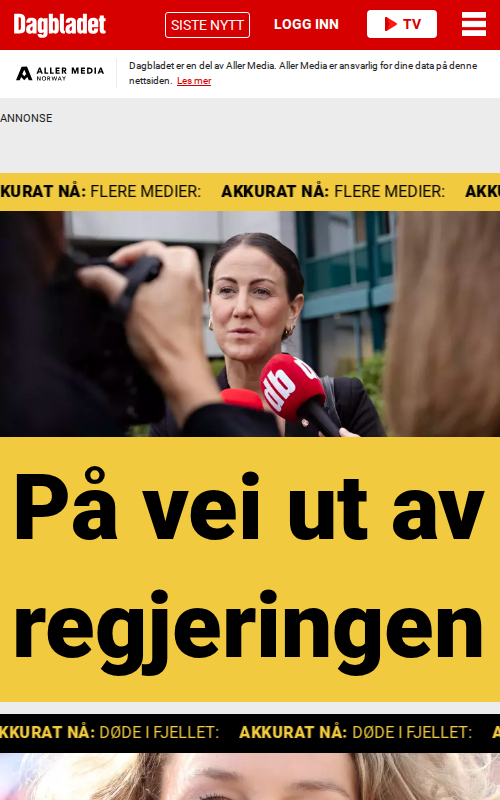 Dagbladet
SISTE NYTT
LOGG INN
TV
ALLER MEDIA
NORWAY
Dagbladet er en del av Aller Media. Aller Media er ansvarlig for dine data på denne
nettsiden. Les mer
ANNONSE
KURAT NÅ: FLERE MEDIER: AKKURAT NÅ: FLERE MEDIER: AKKU
db
På vei ut av
regjeringen
KKURAT NÅ: DØDE I FJELLET: AKKURAT NÅ: DØDE I FJELLET: A